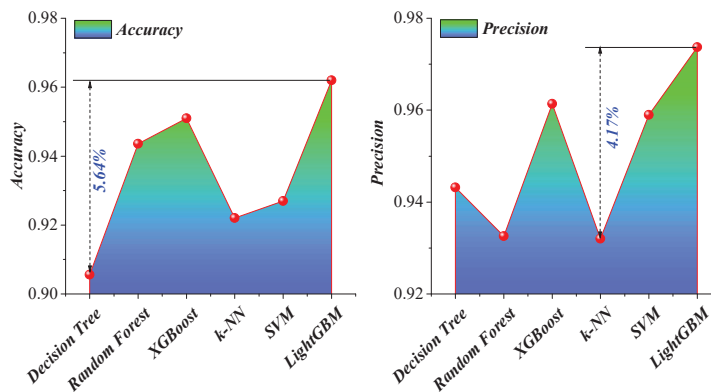 0.98
0.96
0.94
0.92
0.90
Accuracy
Accuracy
5.64%
Decision Tree
Random Forest
XGBoost
k-NN
SVM
LightGBM
0.98
0.96
0.94
0.92
Precision
Precision
4.17%
Decision Tree
Random Forest
XGBoost
k-NN
SVM
LightGBM